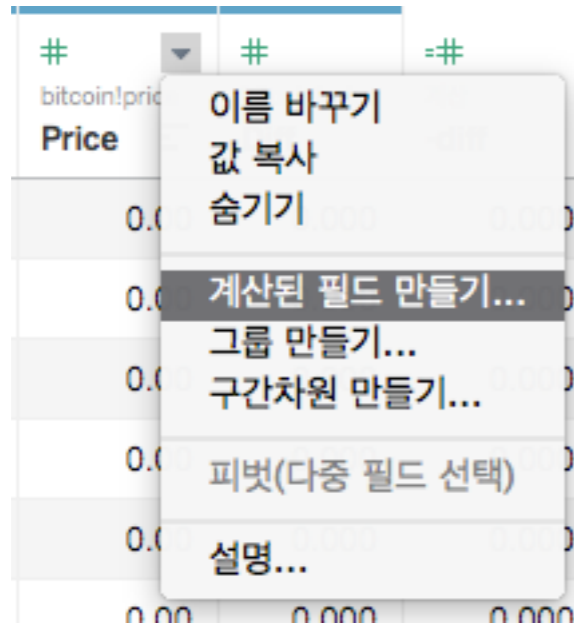 # # =#
bitcoin!pric
Price
이름 바꾸기
값 복사
숨기기
0.00 0.000 0.000
계산된 필드 만들기...
0.0
그룹 만들기...
0.0 0.000
구간차원 만들기...
0.0
피벗(다중 필드 선택)
0.00 0.000 0.000
설명...
0.00 0.000 0.000